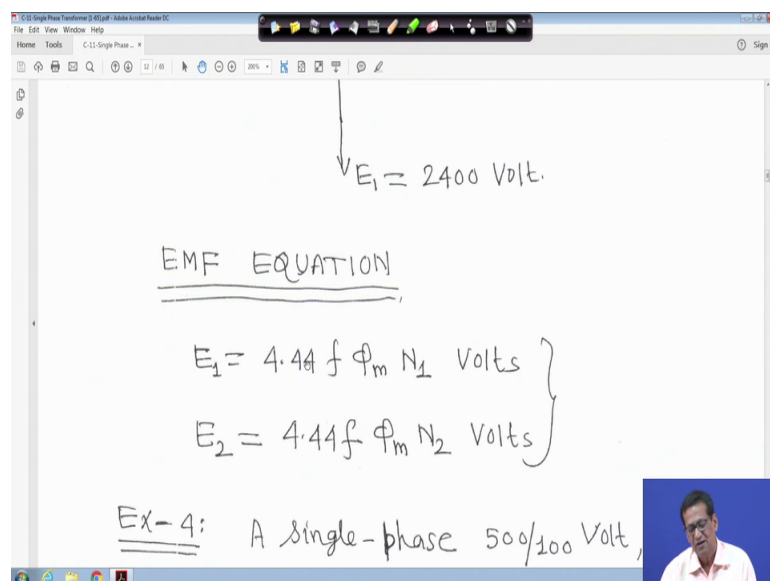 C-11-Single Phase Transformer [1-65].pdf - Adobe Acrobat Reader DC
File Edit View Window Help
Home Tools C-11-Single Phase ... × Sign
12 / 65 200%
E₁ = 2400 Volt.
EMF EQUATION
E₁ = 4.44 f Φₘ N₁ Volts
E₂ = 4.44 f Φₘ N₂ Volts
Ex-4: A single-phase 500/100 Volt,